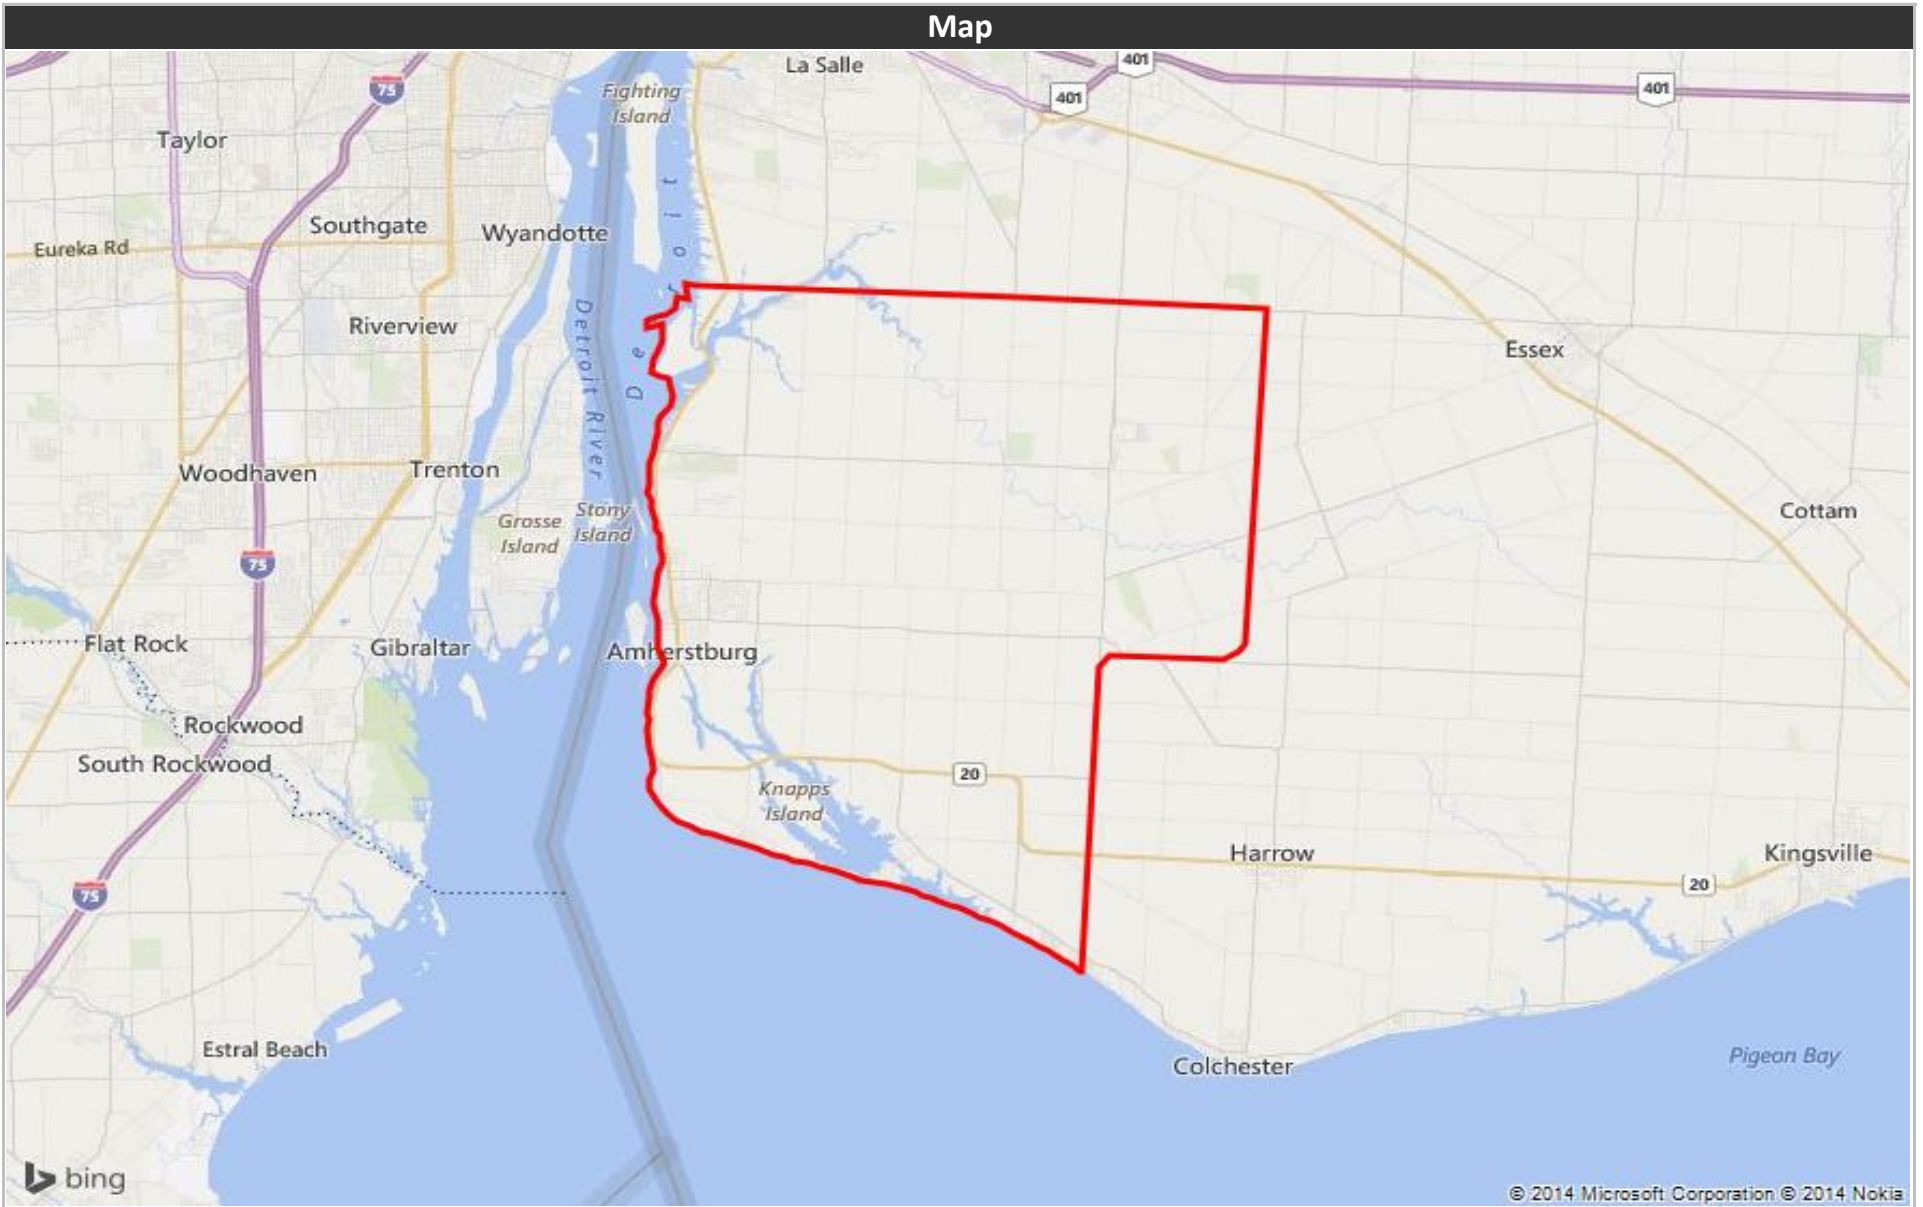 Map
La Salle
401
401
401
75
Fighting
Island
Taylor
Southgate
Wyandotte
Eureka Rd
Detroit
Detroit River
Riverview
Essex
Woodhaven
Trenton
Grosse
Island
Stony
Island
Cottam
75
Flat Rock
Gibraltar
Amherstburg
Rockwood
South Rockwood
20
Knapps
Island
Harrow
Kingsville
20
75
Estral Beach
Colchester
Pigeon Bay
bing
© 2014 Microsoft Corporation © 2014 Nokia